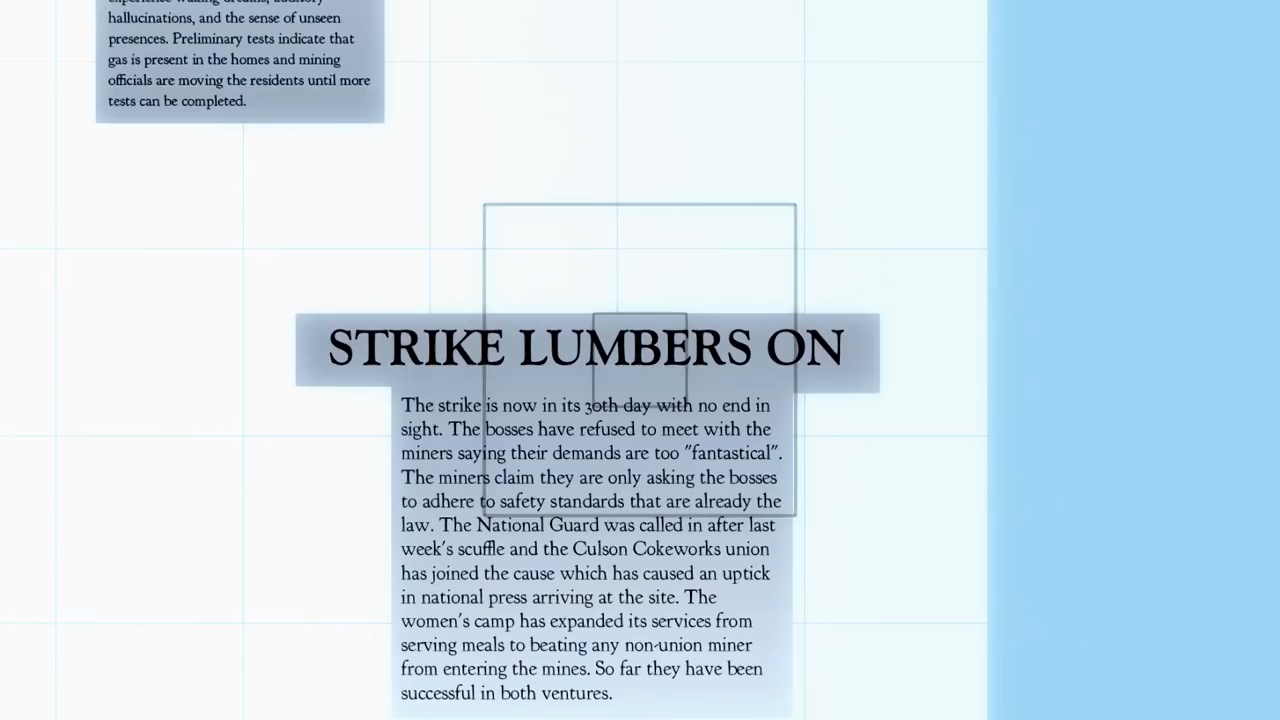 experience waking dreams, auditory
hallucinations, and the sense of unseen
presences. Preliminary tests indicate that
gas is present in the homes and mining
officials are moving the residents until more
tests can be completed.
STRIKE LUMBERS ON
The strike is now in its 30th day with no end in
sight. The bosses have refused to meet with the
miners saying their demands are too "fantastical".
The miners claim they are only asking the bosses
to adhere to safety standards that are already the
law. The National Guard was called in after last
week's scuffle and the Culson Cokeworks union
has joined the cause which has caused an uptick
in national press arriving at the site. The
women's camp has expanded its services from
serving meals to beating any non-union miner
from entering the mines. So far they have been
successful in both ventures.